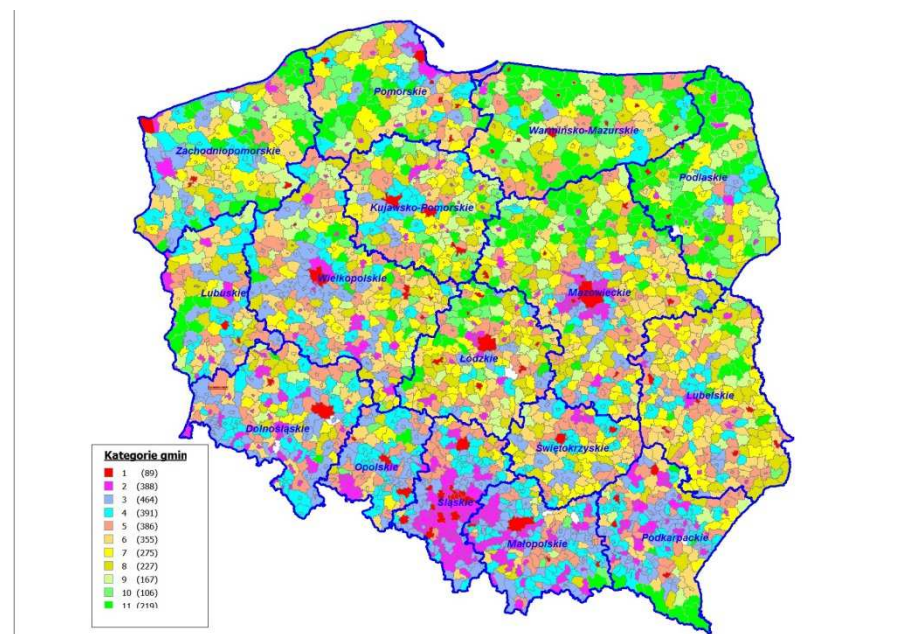 Pomorskie
Warmińsko-Mazurskie
Zachodniopomorskie
Podlaskie
Kujawsko-Pomorskie
Wielkopolskie
Lubuskie
Mazowieckie
Łódzkie
Lubelskie
Dolnośląskie
Świętokrzyskie
Opolskie
Śląskie
Małopolskie
Podkarpackie
Kategorie gmin
1 (89)
2 (388)
3 (464)
4 (391)
5 (386)
6 (355)
7 (275)
8 (227)
9 (167)
10 (106)
11 (219)